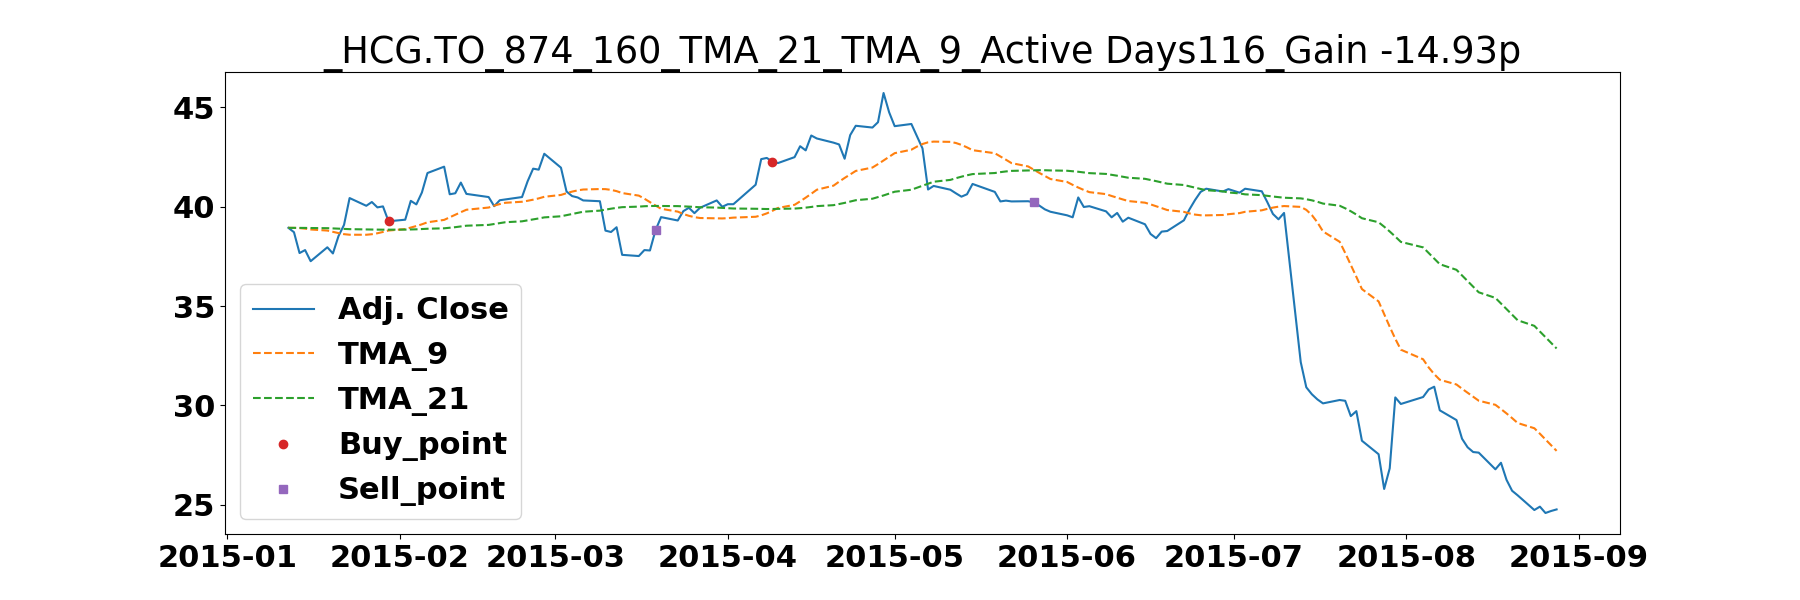 _HCG.TO_874_160_TMA_21_TMA_9_Active Days116_Gain -14.93p
45
40
35
30
25
Adj. Close
TMA_9
TMA_21
Buy_point
Sell_point
2015-01 2015-02 2015-03 2015-04 2015-05 2015-06 2015-07 2015-08 2015-09